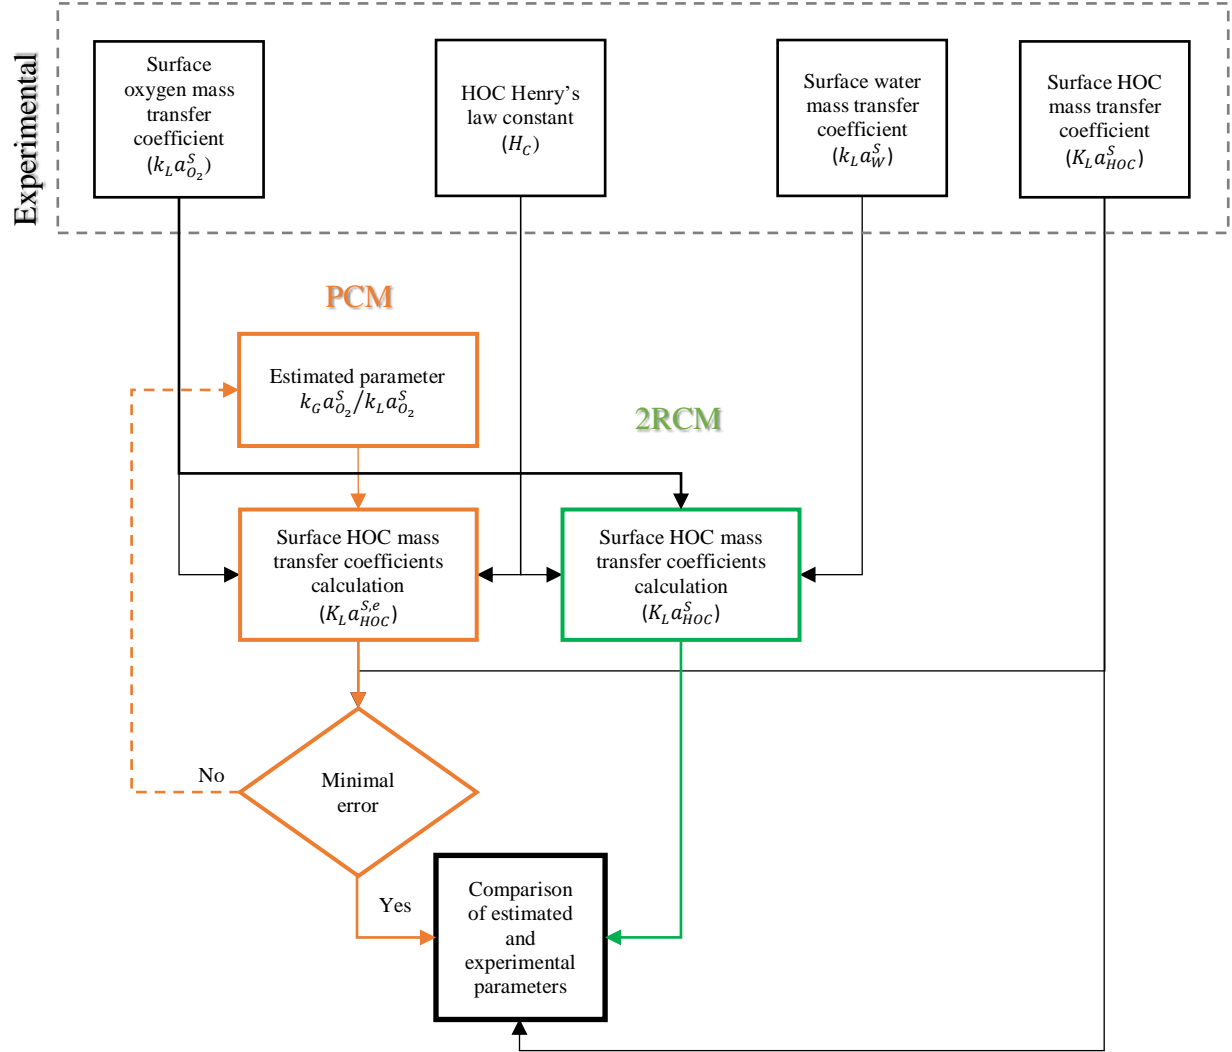 Experimental
Surface
oxygen mass
transfer
coefficient
(k_L a^S_{O_2})
HOC Henry's
law constant
(H_C)
Surface water
mass transfer
coefficient
(k_L a^S_W)
Surface HOC
mass transfer
coefficient
(K_L a^S_{HOC})
PCM
Estimated parameter
k_G a^S_{O_2}/k_L a^S_{O_2}
2RCM
Surface HOC mass
transfer coefficients
calculation
(K_L a^{S,e}_{HOC})
Surface HOC mass
transfer coefficients
calculation
(K_L a^S_{HOC})
No
Minimal
error
Yes
Comparison
of estimated
and
experimental
parameters